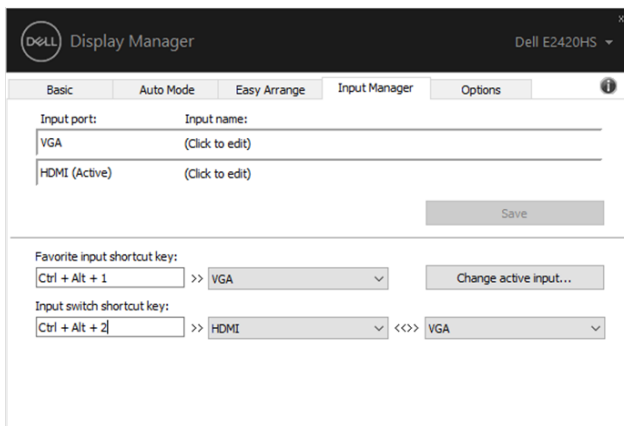 x
DELL Display Manager Dell E2420HS
Basic Auto Mode Easy Arrange Input Manager Options i
Input port: Input name:
VGA (Click to edit)
HDMI (Active) (Click to edit)
Save
Favorite input shortcut key:
Ctrl + Alt + 1 >> VGA Change active input...
Input switch shortcut key:
Ctrl + Alt + 2 >> HDMI <<>> VGA